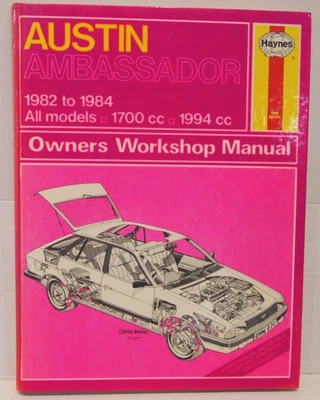 AUSTIN
AMBASSADOR
Haynes
1982 to 1984
All models 1700 cc 1994 cc
Owners Workshop Manual